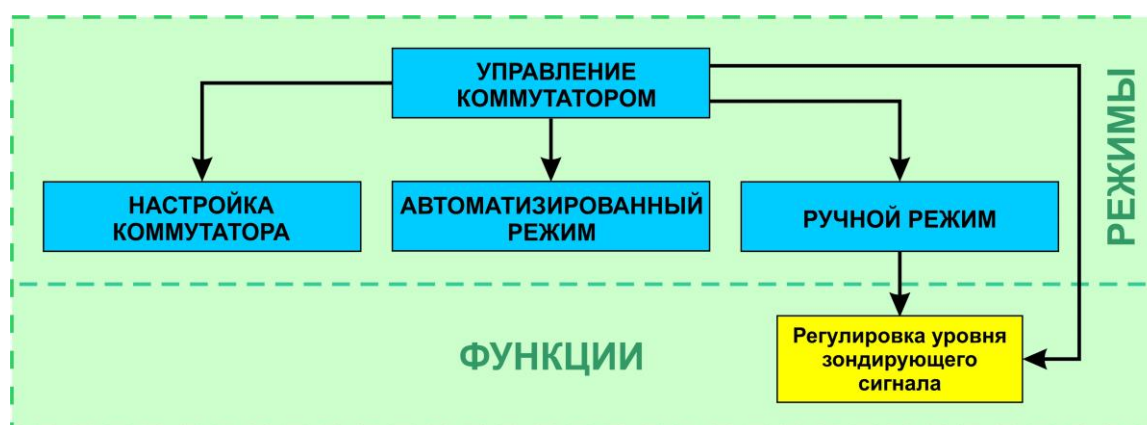 УПРАВЛЕНИЕ
КОММУТАТОРОМ
НАСТРОЙКА
КОММУТАТОРА
АВТОМАТИЗИРОВАННЫЙ
РЕЖИМ
РУЧНОЙ РЕЖИМ
РЕЖИМЫ
ФУНКЦИИ
Регулировка уровня
зондирующего
сигнала